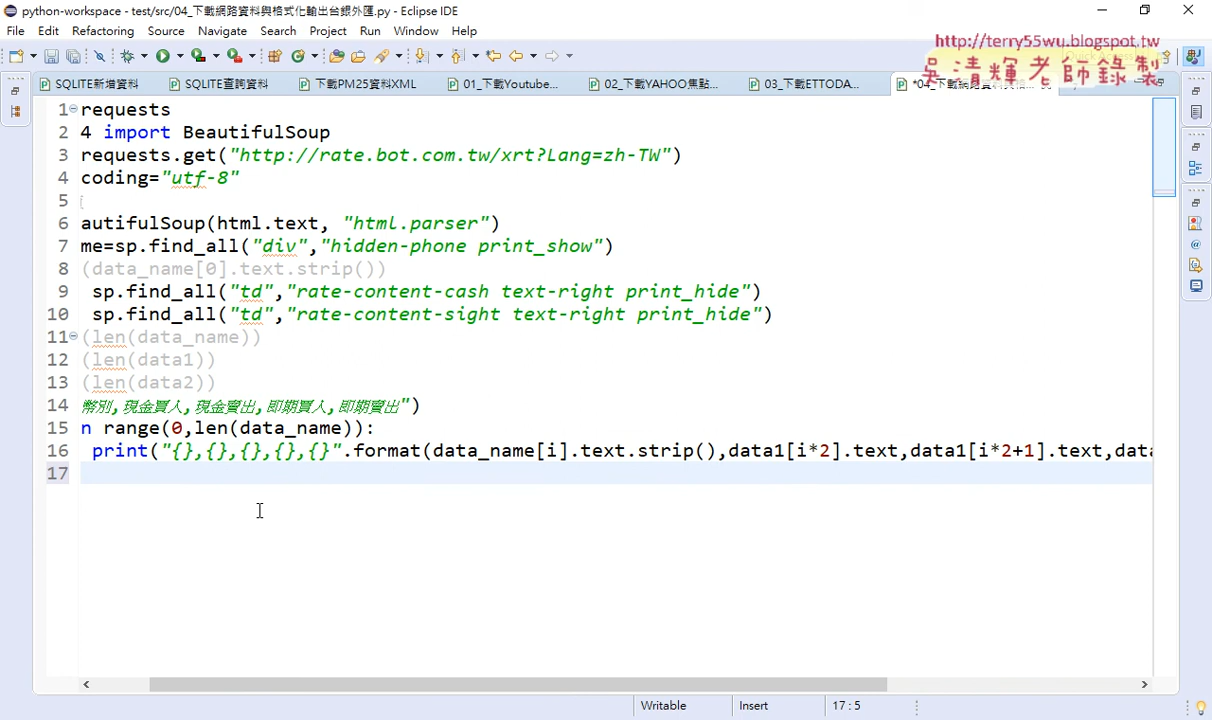 python-workspace - test/src/04_下載網路資料與格式化輸出台銀外匯.py - Eclipse IDE
File Edit Refactoring Source Navigate Search Project Run Window Help
http://terry55wu.blogspot.tw
吳清輝老師錄製
SQLITE新增資料 SQLITE查詢資料 下載PM25資料XML 01_下載Youtube... 02_下載YAHOO焦點... 03_下載ETTODA...
1 requests
2 4 import BeautifulSoup
3 requests.get("http://rate.bot.com.tw/xrt?Lang=zh-TW")
4 coding="utf-8"
5
6 autifulSoup(html.text, "html.parser")
7 me=sp.find_all("div","hidden-phone print_show")
8 (data_name[0].text.strip())
9 sp.find_all("td","rate-content-cash text-right print_hide")
10 sp.find_all("td","rate-content-sight text-right print_hide")
11 (len(data_name))
12 (len(data1))
13 (len(data2))
14 幣別,現金買入,現金賣出,即期買入,即期賣出")
15 n range(0,len(data_name)):
16 print("{},{},{},{},{}".format(data_name[i].text.strip(),data1[i*2].text,data1[i*2+1].text,data
17
Writable Insert 17 : 5